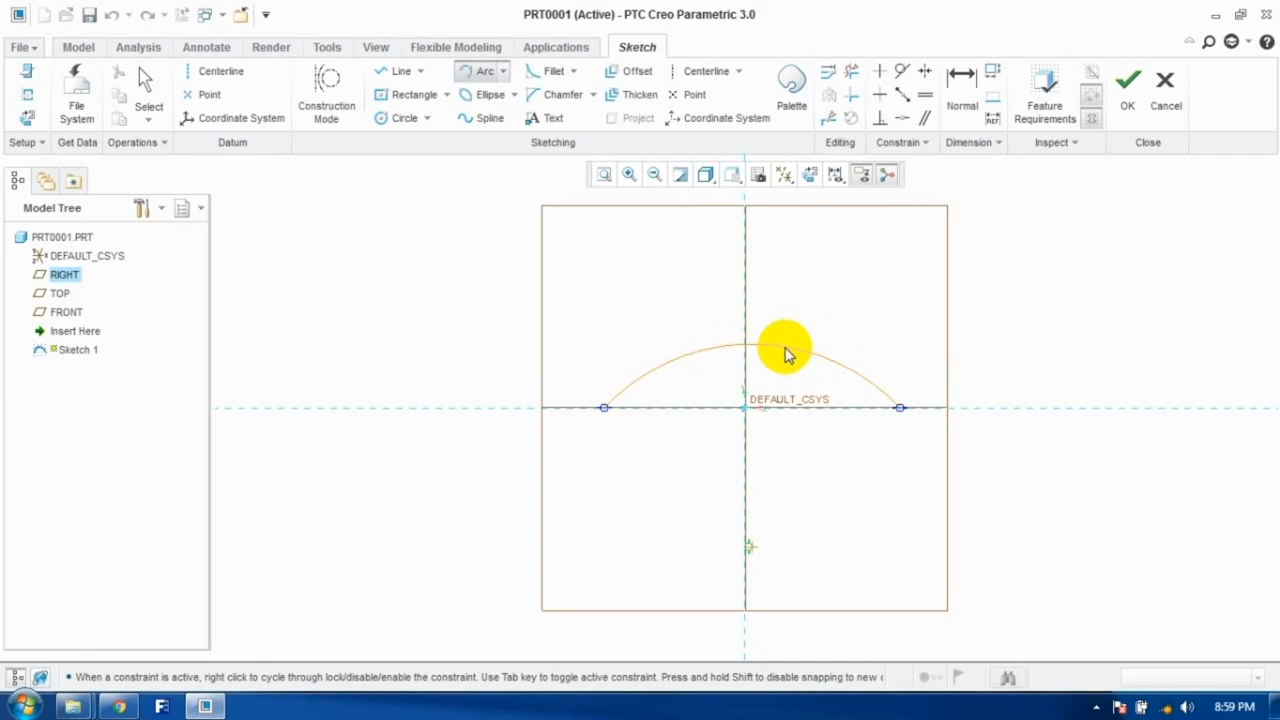 PRT0001 (Active) - PTC Creo Parametric 3.0
File Model Analysis Annotate Render Tools View Flexible Modeling Applications Sketch
Centerline Line Arc Fillet Offset Centerline
Point Rectangle Ellipse Chamfer Thicken Point
File System Select Coordinate System Construction Mode Circle Spline Text Project Coordinate System Palette Normal Feature Requirements OK Cancel
Setup Get Data Operations Datum Sketching Editing Constrain Dimension Inspect Close
Model Tree
PRT0001.PRT
DEFAULT_CSYS
RIGHT
TOP
FRONT
Insert Here
Sketch 1
DEFAULT_CSYS
• When a constraint is active, right click to cycle through lock/disable/enable the constraint. Use Tab key to toggle active constraint. Press and hold Shift to disable snapping to new
8:59 PM